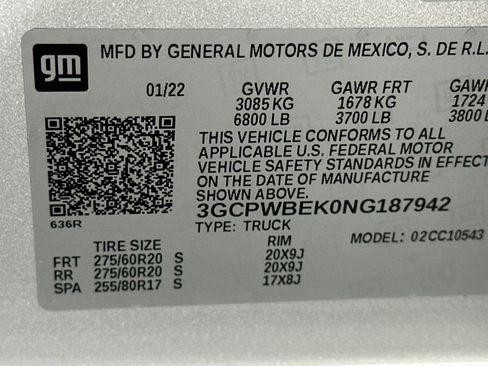 gm
MFD BY GENERAL MOTORS DE MEXICO, S. DE R.L.
01/22 GVWR GAWR FRT GAW
3085 KG 1678 KG 1724
6800 LB 3700 LB 3800 L
THIS VEHICLE CONFORMS TO ALL
APPLICABLE U.S. FEDERAL MOTOR
VEHICLE SAFETY STANDARDS IN EFFECT
ON DATE OF MANUFACTURE
SHOWN ABOVE.
636R
3GCPWBEK0NG187942
TYPE: TRUCK
MODEL: 02CC10543
TIRE SIZE RIM
FRT 275/60R20 S 20X9J
RR 275/60R20 S 20X9J
SPA 255/80R17 S 17X8J